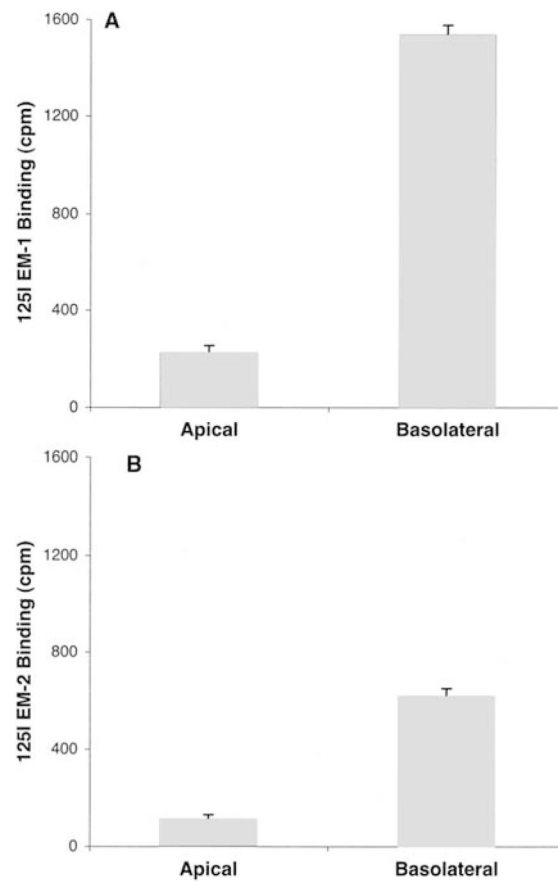 A
1600
1200
800
400
0
125I EM-1 Binding (cpm)
Apical Basolateral
B
1600
1200
800
400
0
125I EM-2 Binding (cpm)
Apical Basolateral